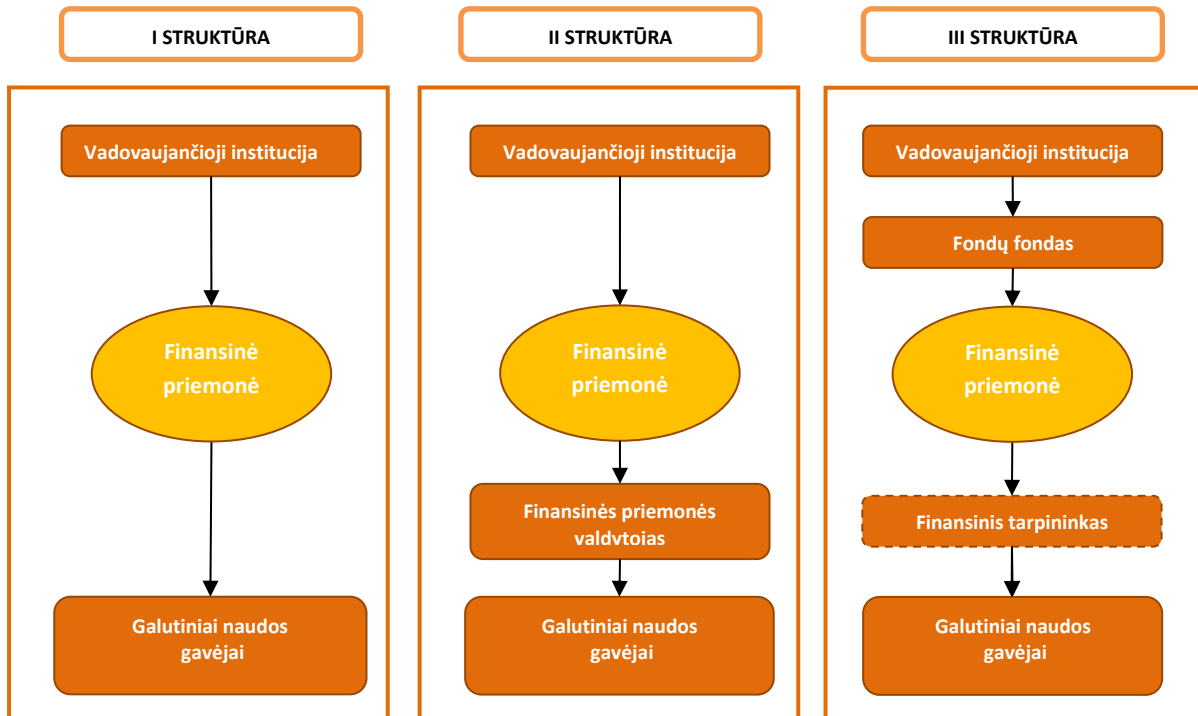 I STRUKTŪRA
II STRUKTŪRA
III STRUKTŪRA
Vadovaujančioji institucija
Finansinė
priemonė
Galutiniai naudos
gavėjai
Vadovaujančioji institucija
Finansinė
priemonė
Finansinės priemonės
valdvtoias
Galutiniai naudos
gavėjai
Vadovaujančioji institucija
Fondų fondas
Finansinė
priemonė
Finansinis tarpininkas
Galutiniai naudos
gavėjai